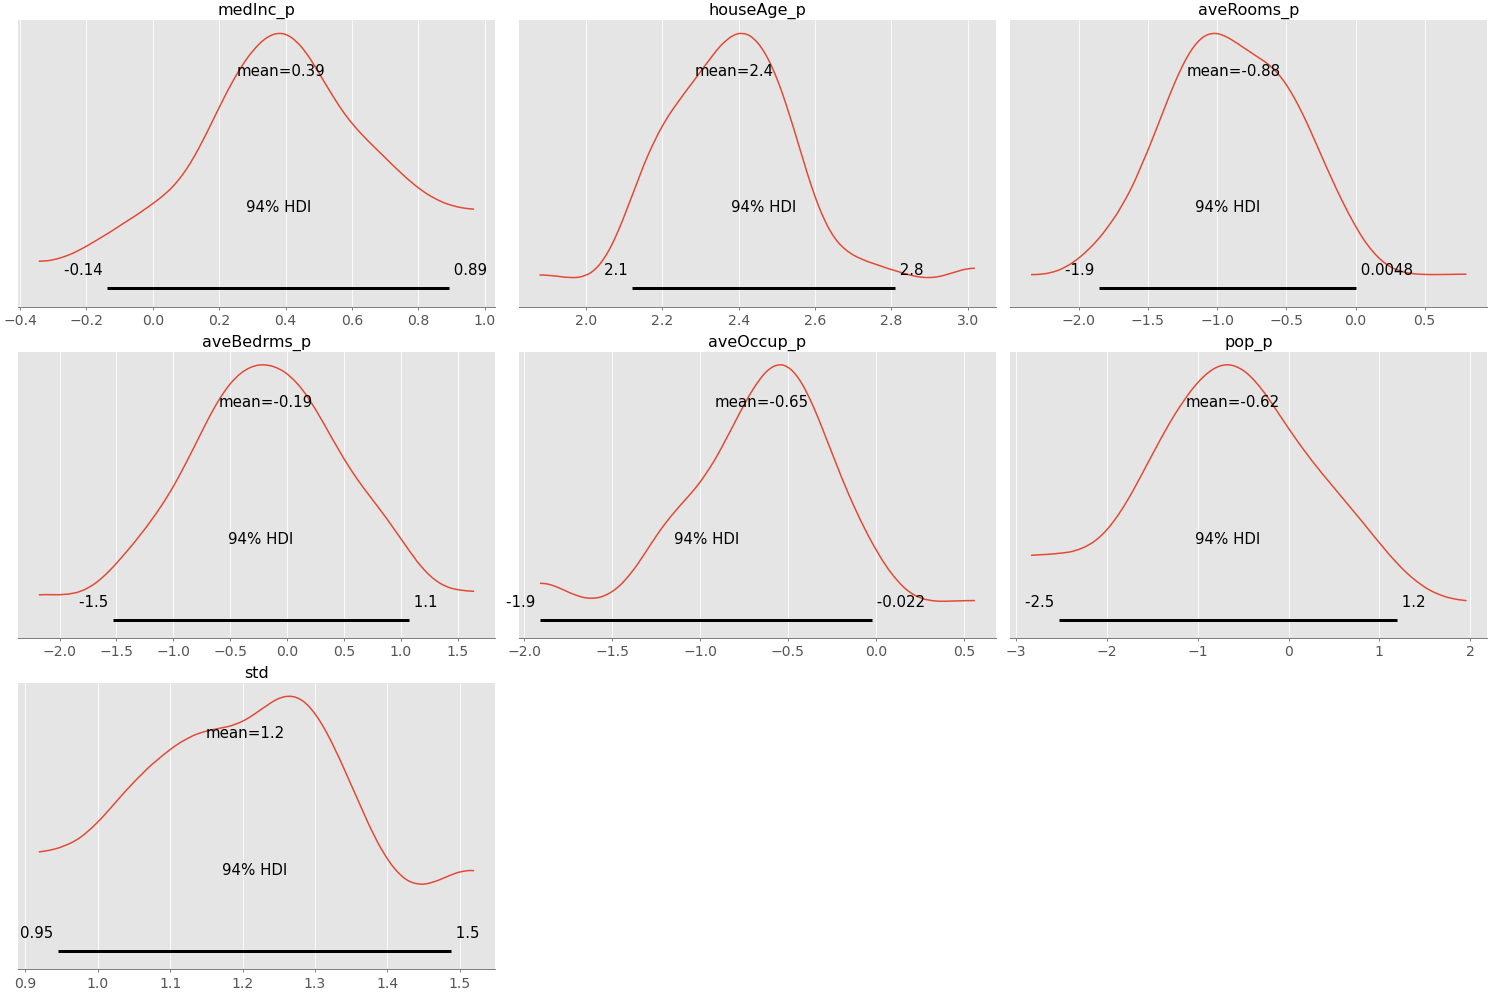 medInc_p
mean=0.39
94% HDI
-0.14 0.89
−0.4 −0.2 0.0 0.2 0.4 0.6 0.8 1.0
houseAge_p
mean=2.4
94% HDI
2.1 2.8
2.0 2.2 2.4 2.6 2.8 3.0
aveRooms_p
mean=-0.88
94% HDI
-1.9 0.0048
−2.0 −1.5 −1.0 −0.5 0.0 0.5
aveBedrms_p
mean=-0.19
94% HDI
-1.5 1.1
−2.0 −1.5 −1.0 −0.5 0.0 0.5 1.0 1.5
aveOccup_p
mean=-0.65
94% HDI
-1.9 -0.022
−2.0 −1.5 −1.0 −0.5 0.0 0.5
pop_p
mean=-0.62
94% HDI
-2.5 1.2
−3 −2 −1 0 1 2
std
mean=1.2
94% HDI
0.95 1.5
0.9 1.0 1.1 1.2 1.3 1.4 1.5